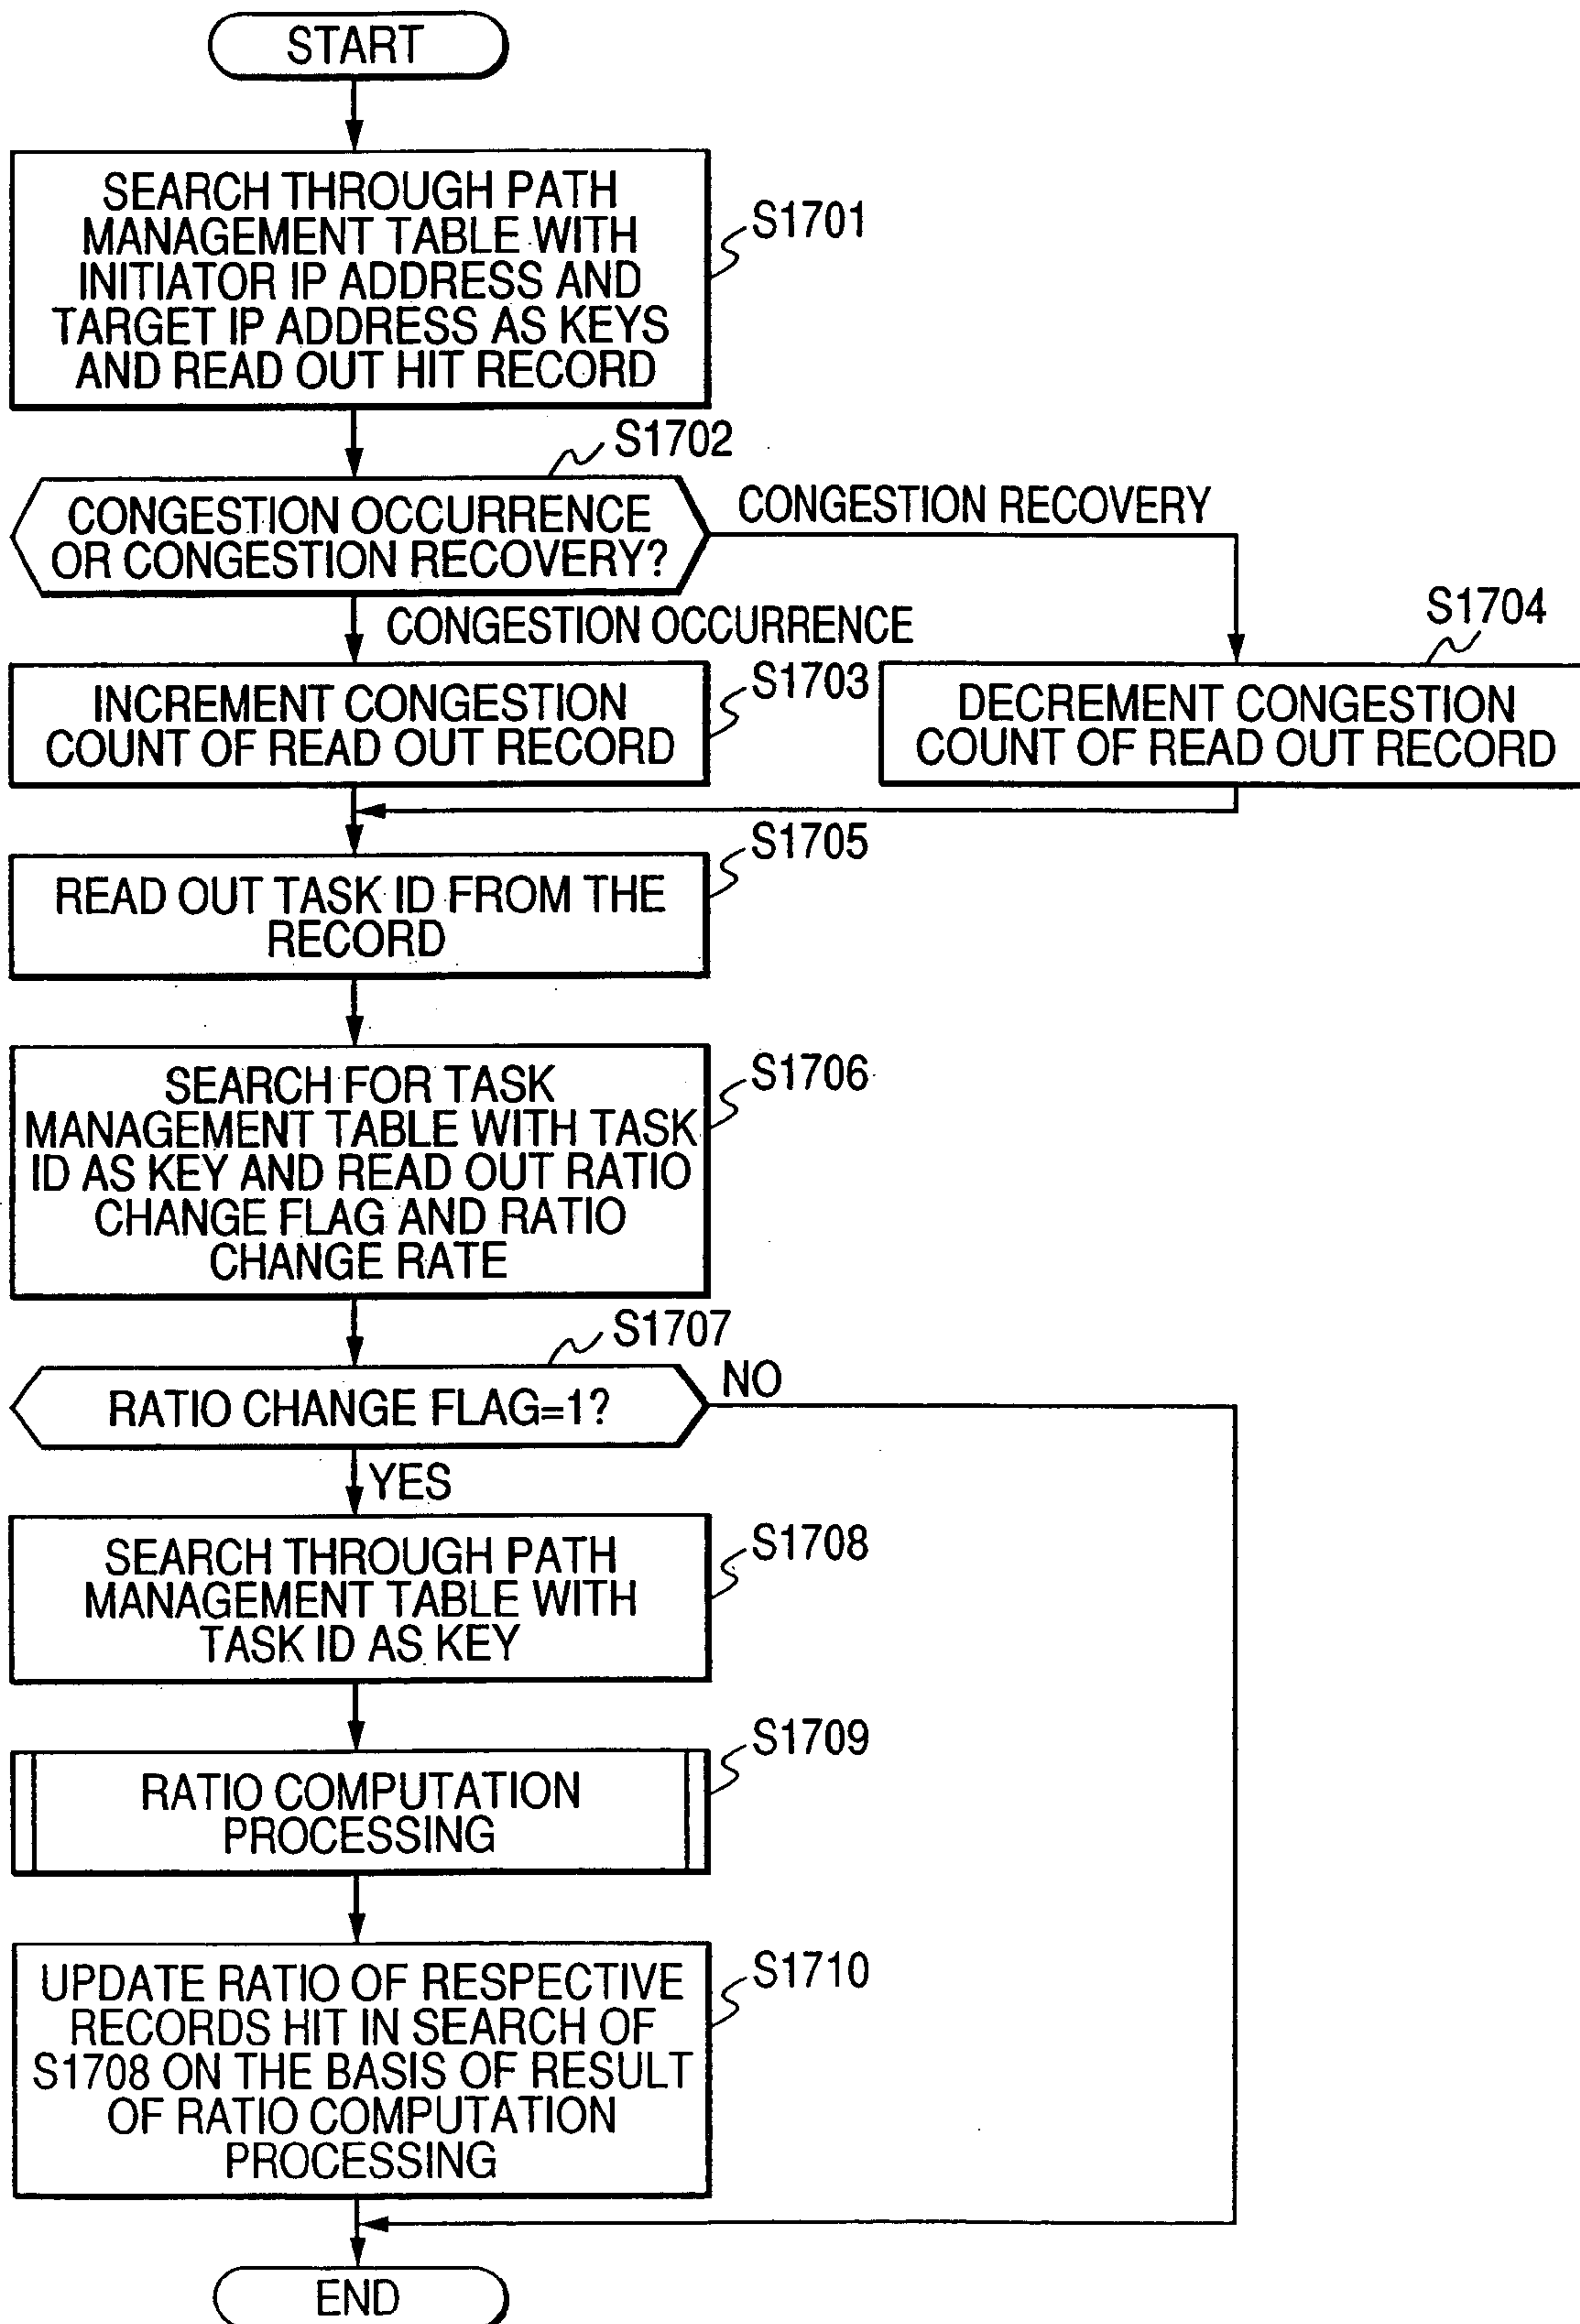 START
SEARCH THROUGH PATH
MANAGEMENT TABLE WITH
INITIATOR IP ADDRESS AND
TARGET IP ADDRESS AS KEYS
AND READ OUT HIT RECORD
S1701
S1702
CONGESTION OCCURRENCE
OR CONGESTION RECOVERY?
CONGESTION RECOVERY
CONGESTION OCCURRENCE
S1703
INCREMENT CONGESTION
COUNT OF READ OUT RECORD
S1704
DECREMENT CONGESTION
COUNT OF READ OUT RECORD
S1705
READ OUT TASK ID FROM THE
RECORD
S1706
SEARCH FOR TASK
MANAGEMENT TABLE WITH TASK
ID AS KEY AND READ OUT RATIO
CHANGE FLAG AND RATIO
CHANGE RATE
S1707
RATIO CHANGE FLAG=1?
NO
YES
S1708
SEARCH THROUGH PATH
MANAGEMENT TABLE WITH
TASK ID AS KEY
S1709
RATIO COMPUTATION
PROCESSING
S1710
UPDATE RATIO OF RESPECTIVE
RECORDS HIT IN SEARCH OF
S1708 ON THE BASIS OF RESULT
OF RATIO COMPUTATION
PROCESSING
END